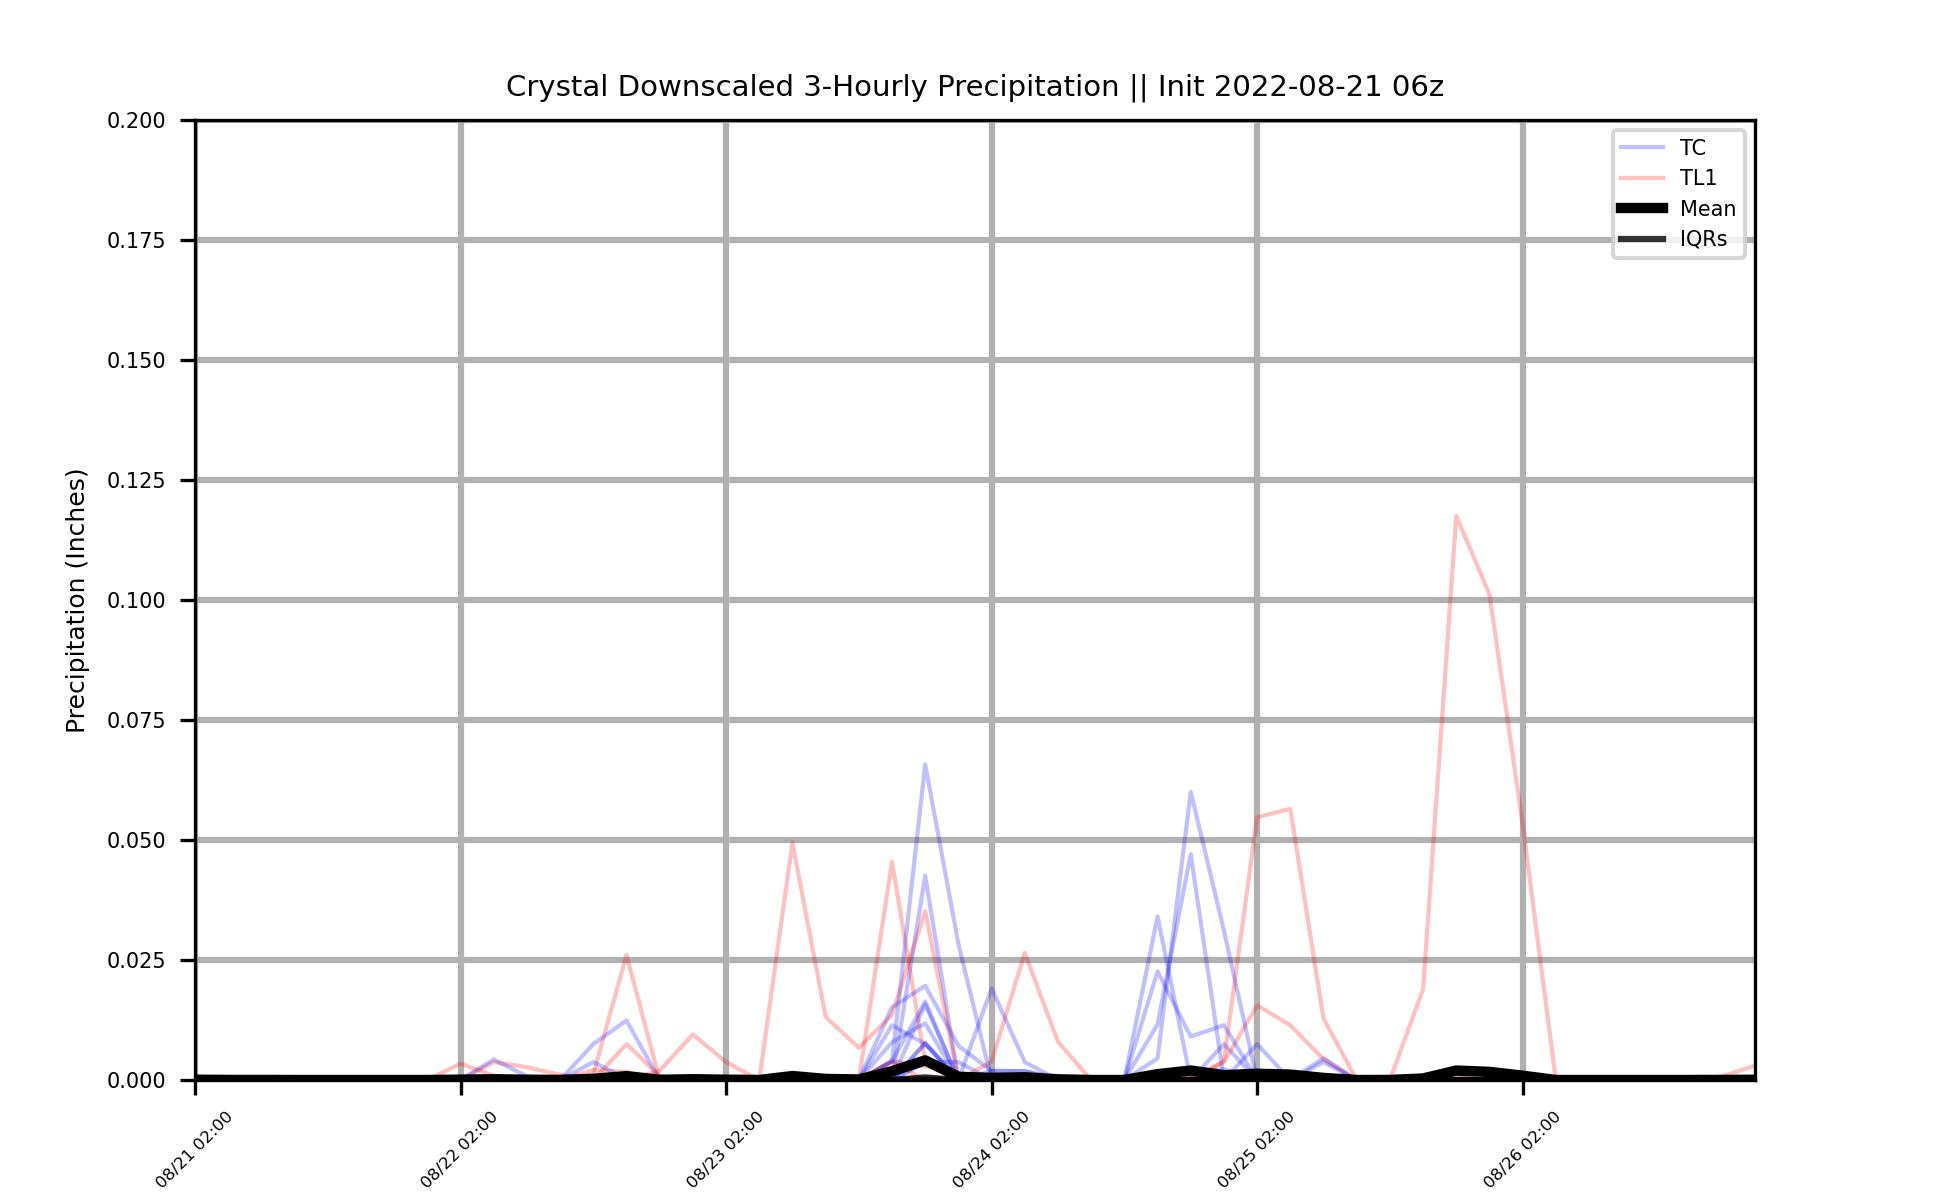 Crystal Downscaled 3-Hourly Precipitation || Init 2022-08-21 06z
0.200
0.175
0.150
0.125
0.100
0.075
0.050
0.025
0.000
Precipitation (Inches)
TC
TL1
Mean
IQRs
08/21 02:00
08/22 02:00
08/23 02:00
08/24 02:00
08/25 02:00
08/26 02:00